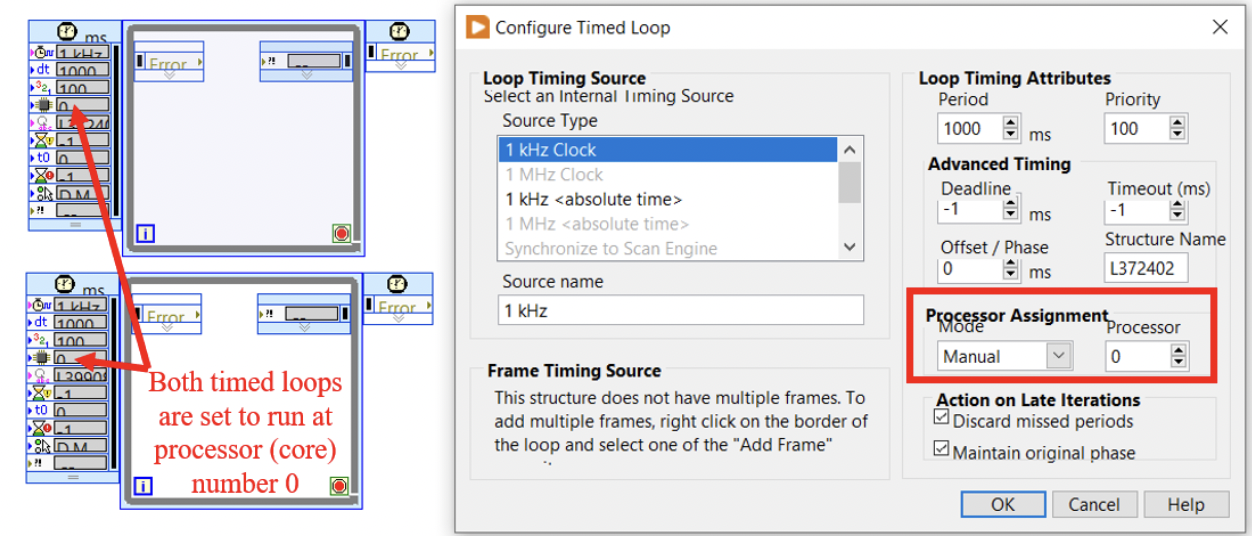 ms
1 kHz
dt 1000
100
0
-1
t0 0
-1
?!
Error
?!
Error
i
ms
1 kHz
dt 1000
100
0
-1
t0 0
-1
?!
Error
?!
Error
i
Both timed loops
are set to run at
processor (core)
number 0
Configure Timed Loop
Loop Timing Source
Select an Internal Timing Source
Source Type
1 kHz Clock
1 MHz Clock
1 kHz <absolute time>
1 MHz <absolute time>
Synchronize to Scan Engine
Source name
1 kHz
Frame Timing Source
This structure does not have multiple frames. To
add multiple frames, right click on the border of
the loop and select one of the "Add Frame"
Loop Timing Attributes
Period Priority
1000 ms 100
Advanced Timing
Deadline Timeout (ms)
-1 ms -1
Offset / Phase Structure Name
0 ms L372402
Processor Assignment
Mode Processor
Manual 0
Action on Late Iterations
Discard missed periods
Maintain original phase
OK Cancel Help